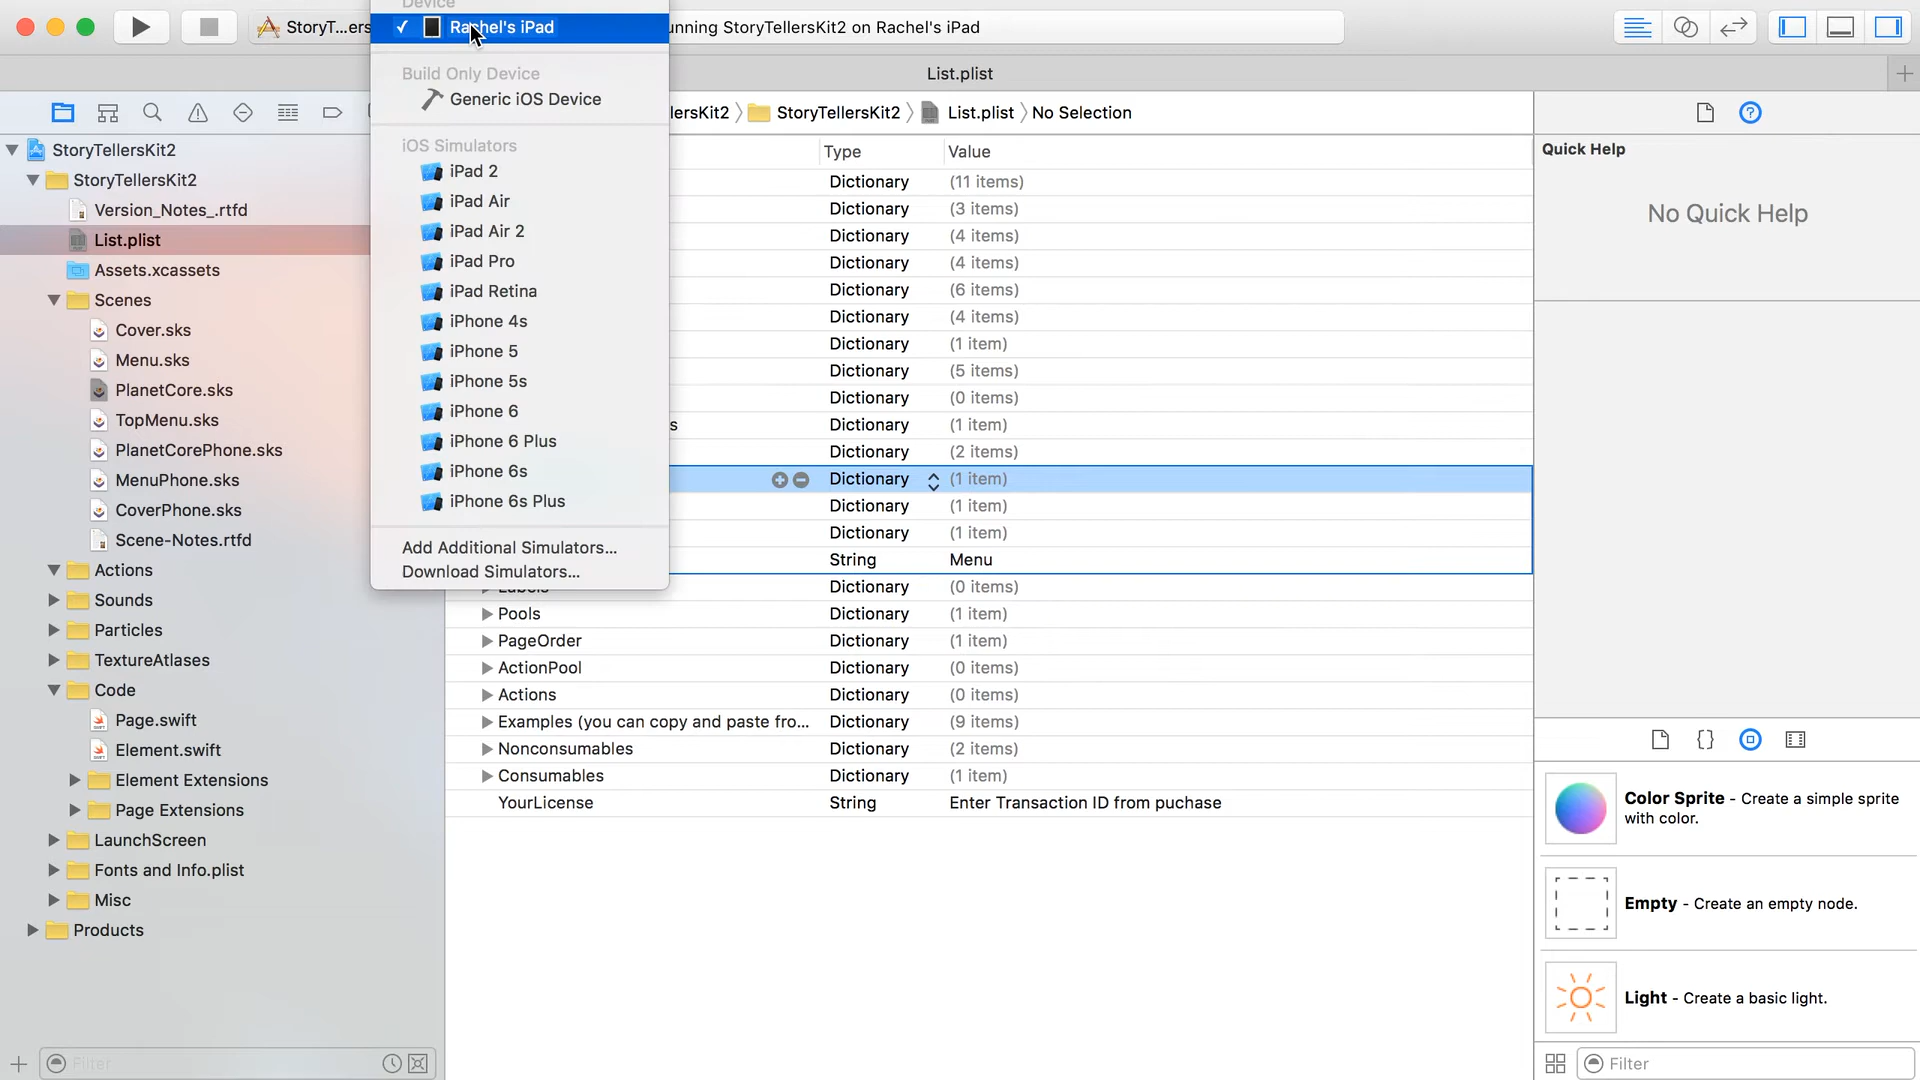 Device
StoryT...ers
Rachel's iPad
unning StoryTellersKit2 on Rachel's iPad
Build Only Device
Generic iOS Device
iOS Simulators
iPad 2
iPad Air
iPad Air 2
iPad Pro
iPad Retina
iPhone 4s
iPhone 5
iPhone 5s
iPhone 6
iPhone 6 Plus
iPhone 6s
iPhone 6s Plus
Add Additional Simulators...
Download Simulators...
List.plist
StoryTellersKit2
StoryTellersKit2
Version_Notes_.rtfd
List.plist
Assets.xcassets
Scenes
Cover.sks
Menu.sks
PlanetCore.sks
TopMenu.sks
PlanetCorePhone.sks
MenuPhone.sks
CoverPhone.sks
Scene-Notes.rtfd
Actions
Sounds
Particles
TextureAtlases
Code
Page.swift
Element.swift
Element Extensions
Page Extensions
LaunchScreen
Fonts and Info.plist
Misc
Products
Filter
lersKit2 StoryTellersKit2 List.plist No Selection
Type Value
Dictionary (11 items)
Dictionary (3 items)
Dictionary (4 items)
Dictionary (4 items)
Dictionary (6 items)
Dictionary (4 items)
Dictionary (1 item)
Dictionary (5 items)
Dictionary (0 items)
s Dictionary (1 item)
Dictionary (2 items)
Dictionary (1 item)
Dictionary (1 item)
Dictionary (1 item)
String Menu
Labels Dictionary (0 items)
Pools Dictionary (1 item)
PageOrder Dictionary (1 item)
ActionPool Dictionary (0 items)
Actions Dictionary (0 items)
Examples (you can copy and paste fro... Dictionary (9 items)
Nonconsumables Dictionary (2 items)
Consumables Dictionary (1 item)
YourLicense String Enter Transaction ID from puchase
Quick Help
No Quick Help
Color Sprite - Create a simple sprite
with color.
Empty - Create an empty node.
Light - Create a basic light.
Filter